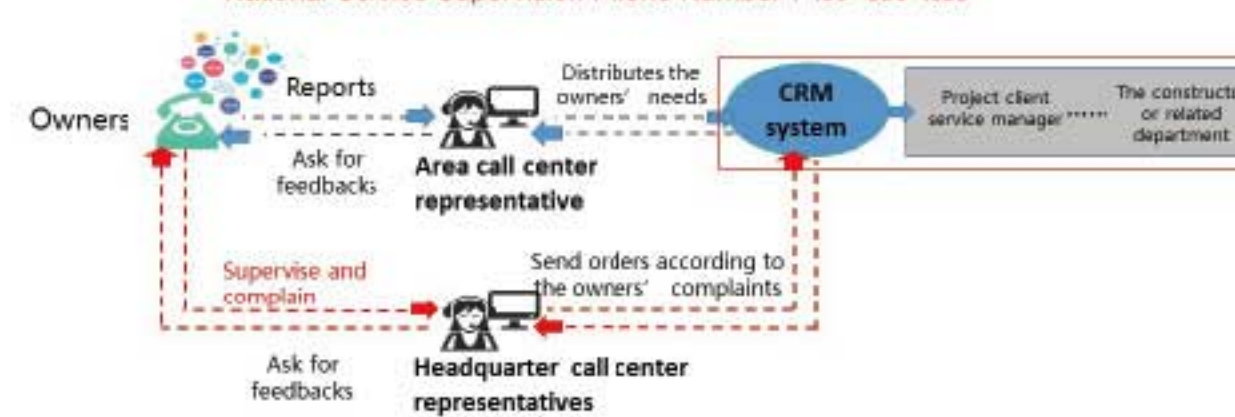 Owners
Reports
Ask for
feedbacks
Area call center
representative
Distributes the
owners' needs
CRM
system
Project client
service manager ......
The constructo
or related
department
Supervise and
complain
Send orders according to
the owners' complaints
Ask for
feedbacks
Headquarter call center
representatives